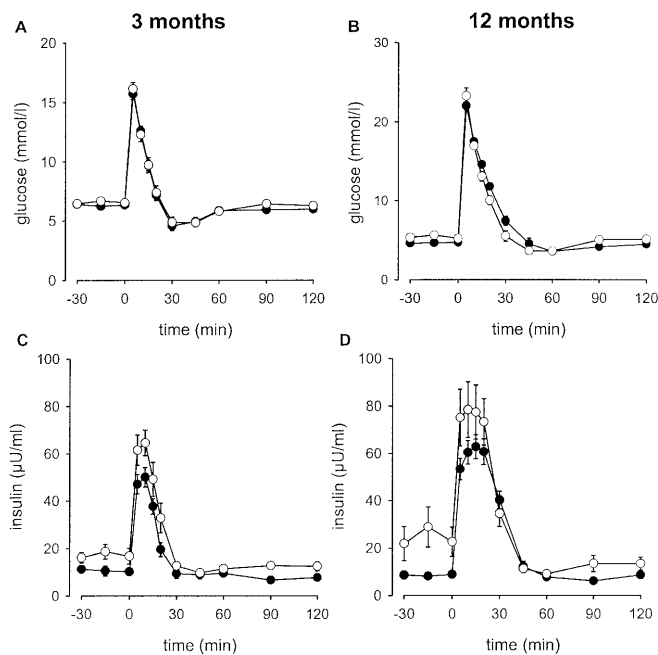 3 months
12 months
A
B
20
15
10
5
0
glucose (mmol/l)
-30 0 30 60 90 120
time (min)
30
20
10
0
glucose (mmol/l)
-30 0 30 60 90 120
time (min)
C
D
100
80
60
40
20
0
insulin (µU/ml)
-30 0 30 60 90 120
time (min)
100
80
60
40
20
0
insulin (µU/ml)
-30 0 30 60 90 120
time (min)